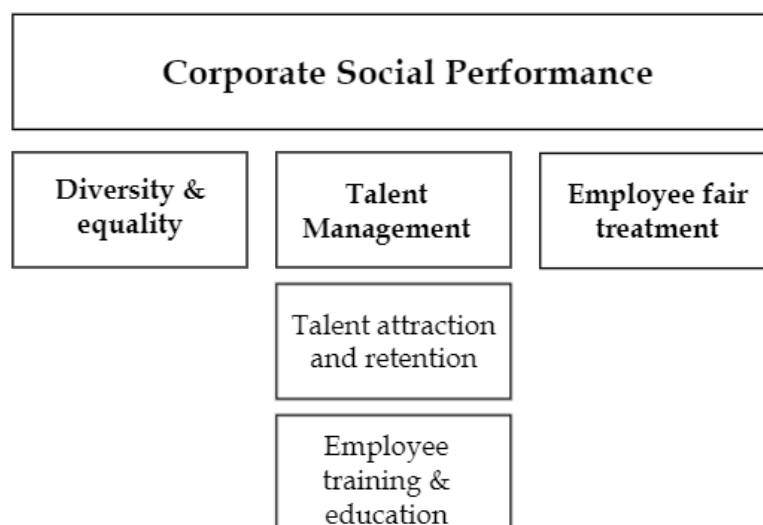 Corporate Social Performance
Diversity &
equality
Talent
Management
Employee fair
treatment
Talent attraction
and retention
Employee
training &
education